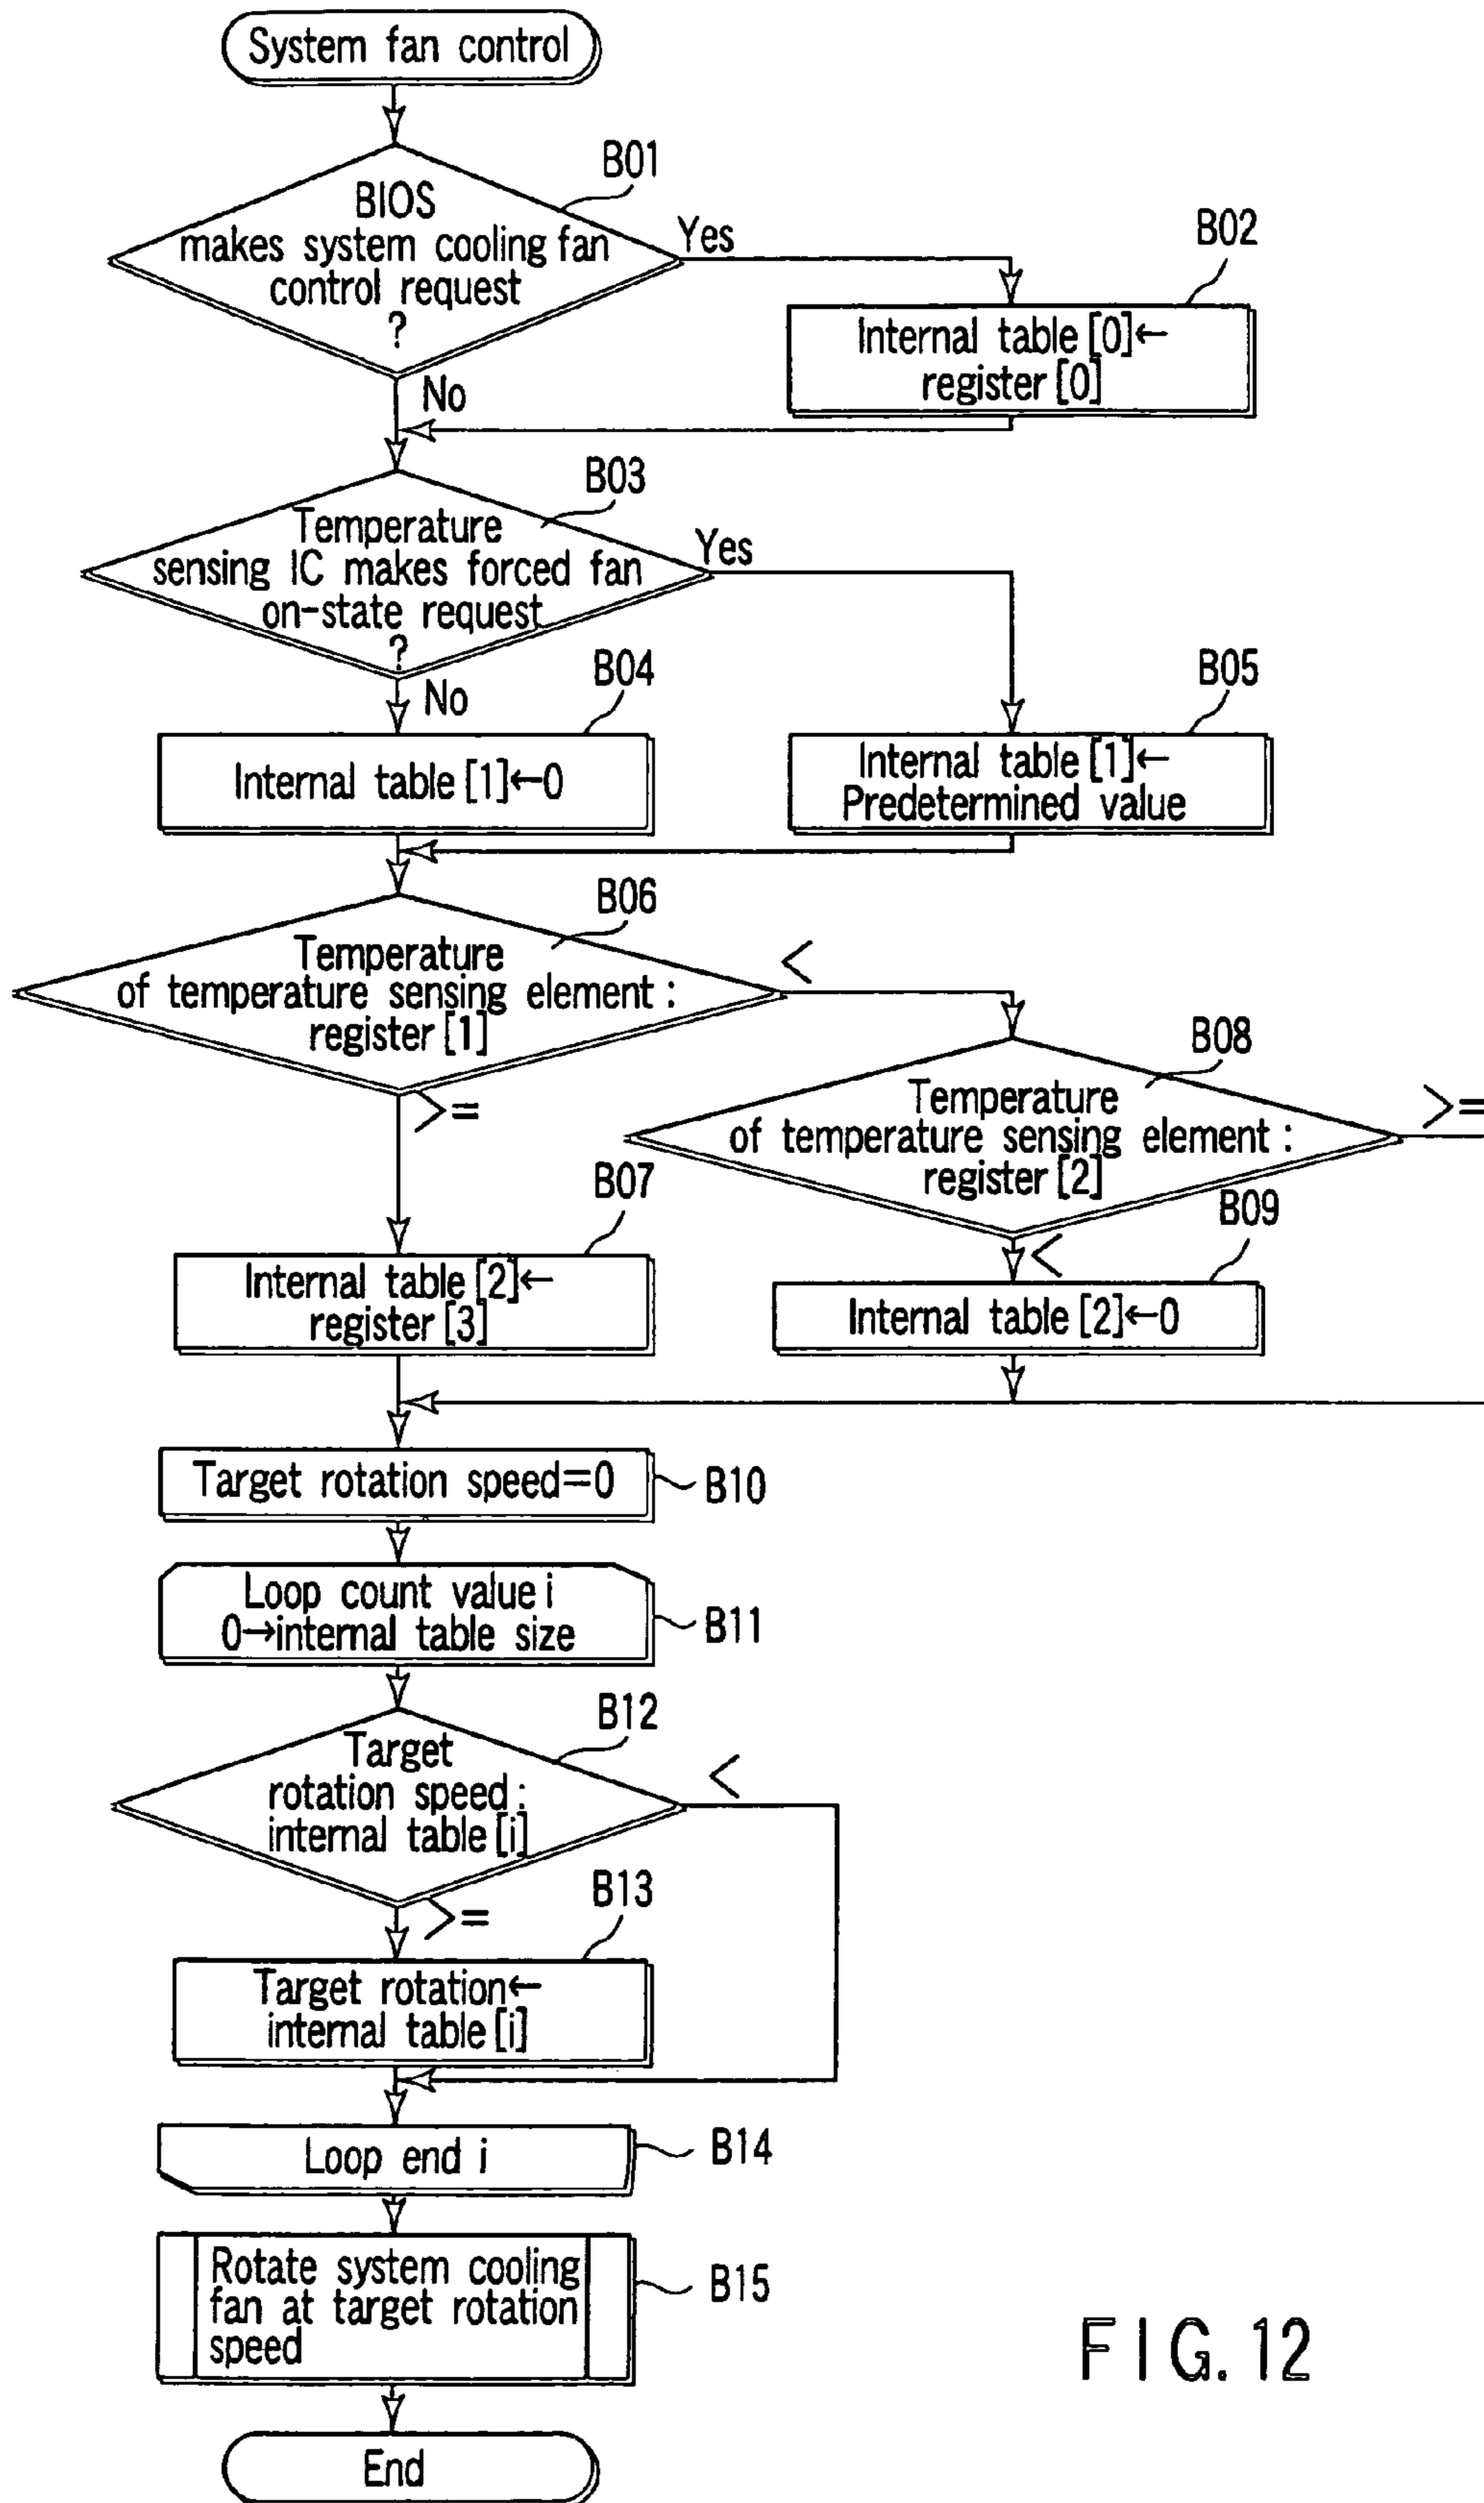 System fan control
B01
BIOS
makes system cooling fan
control request
?
Yes
No
B02
Internal table [0]←
register [0]
B03
Temperature
sensing IC makes forced fan
on-state request
?
Yes
No
B04
Internal table [1]←0
B05
Internal table [1]←
Predetermined value
B06
Temperature
of temperature sensing element :
register [1]
<
>=
B08
Temperature
of temperature sensing element :
register [2]
>=
<
B07
Internal table [2]←
register [3]
B09
Internal table [2]←0
Target rotation speed=0
B10
Loop count value i
0→internal table size
B11
B12
Target
rotation speed :
internal table [i]
<
>=
B13
Target rotation←
internal table [i]
Loop end i
B14
Rotate system cooling
fan at target rotation
speed
B15
End
FIG. 12